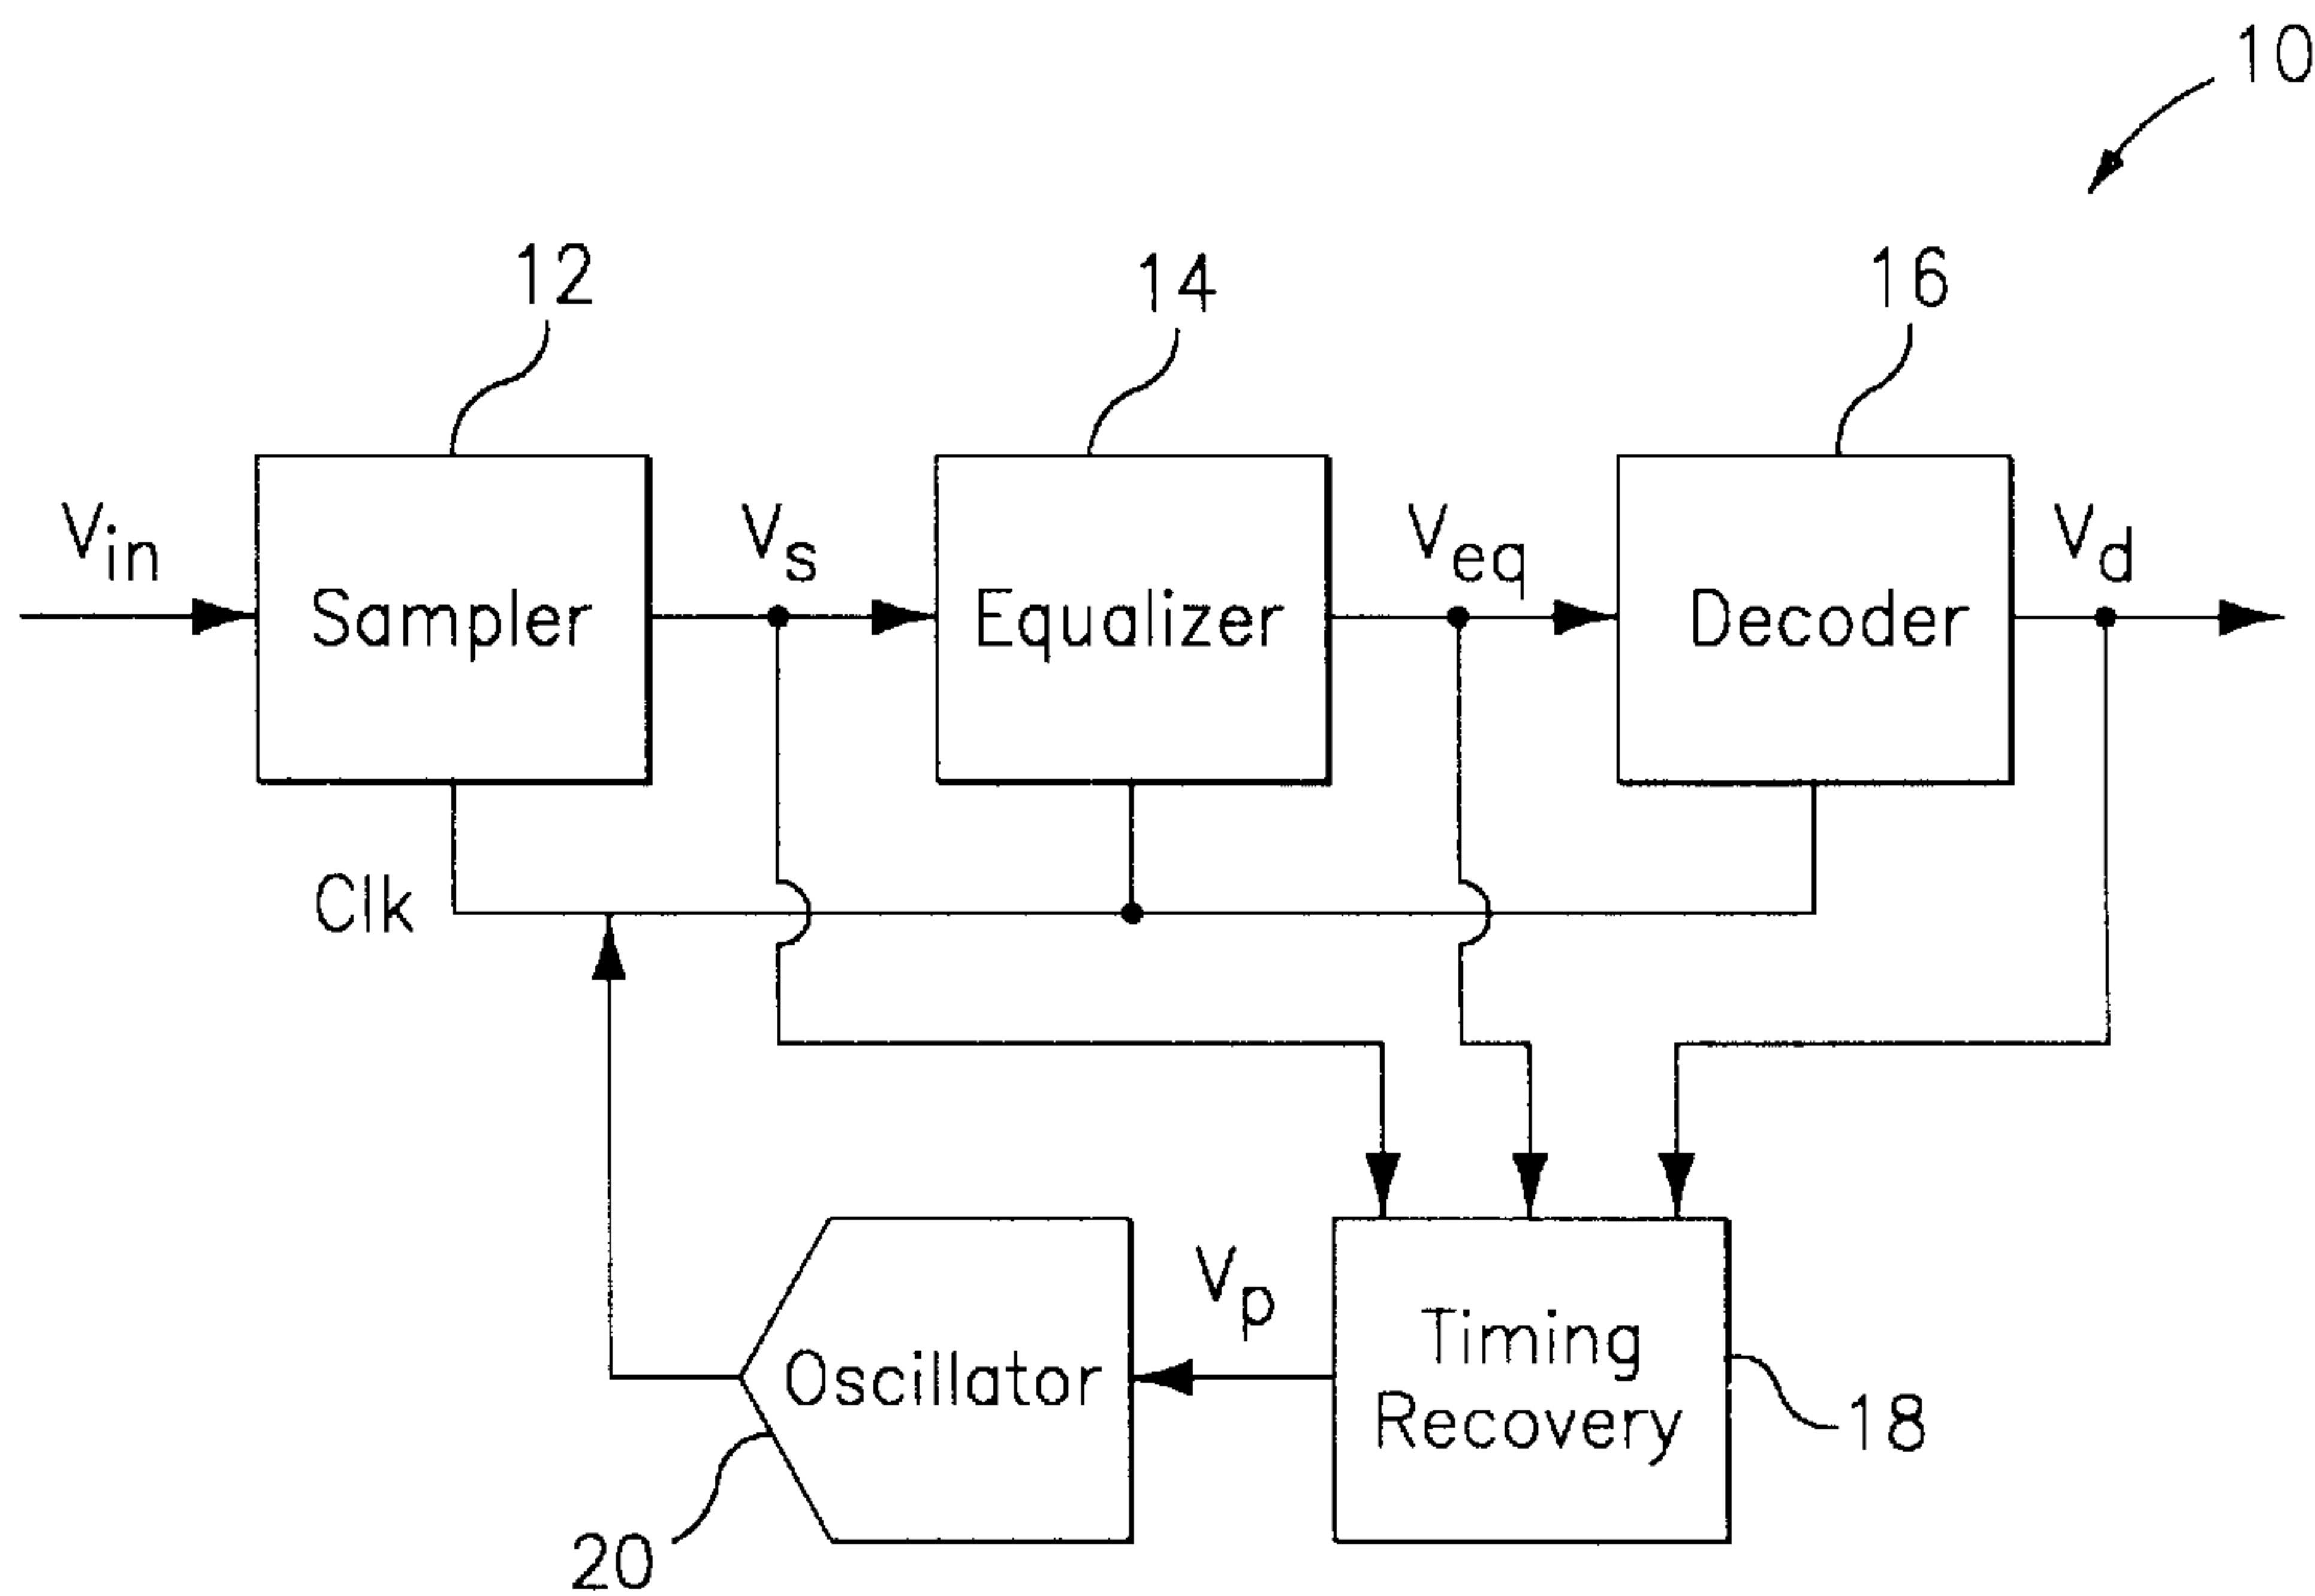 10
12
14
16
Vin
Vs
Veq
Vd
Sampler
Equalizer
Decoder
Clk
Vp
Timing
Recovery
Oscillator
18
20